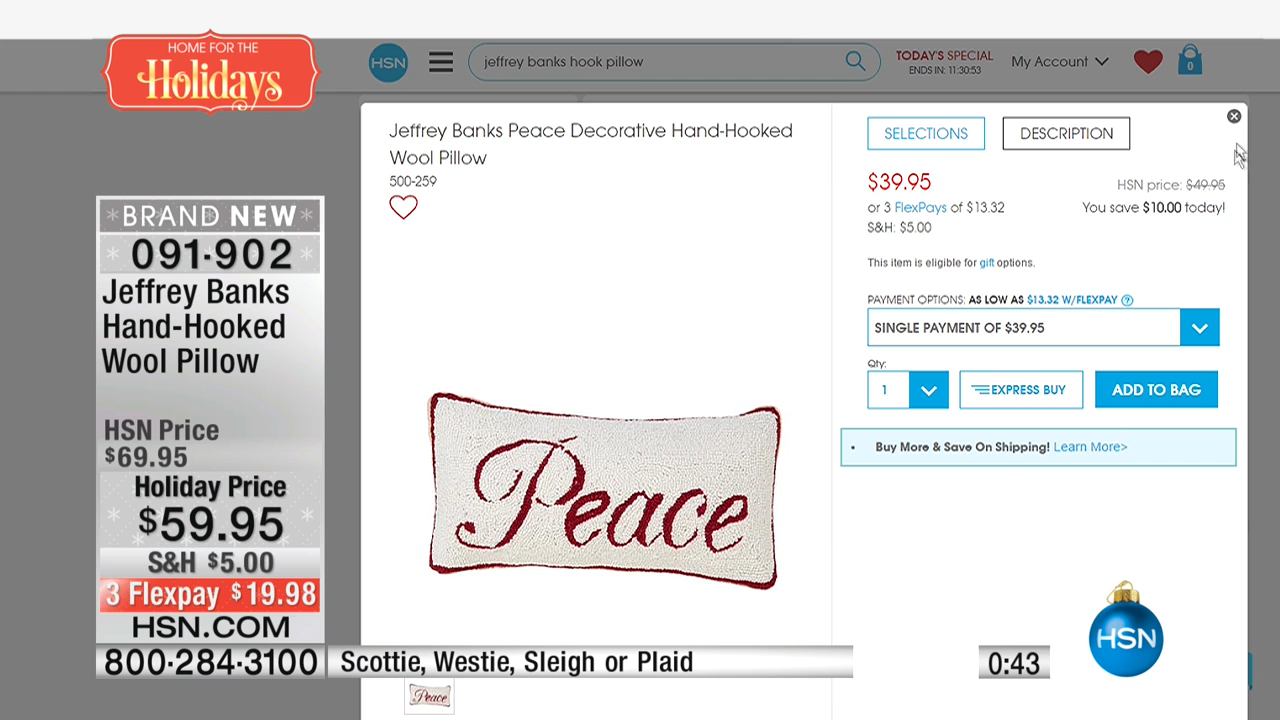 HOME FOR THE
Holidays
HSN
jeffrey banks hook pillow
TODAY'S SPECIAL
ENDS IN: 11:30:53
My Account
0
Jeffrey Banks Peace Decorative Hand-Hooked
Wool Pillow
500-259
SELECTIONS
DESCRIPTION
$39.95
HSN price: $49.95
or 3 FlexPays of $13.32
You save $10.00 today!
S&H: $5.00
This item is eligible for gift options.
PAYMENT OPTIONS: AS LOW AS $13.32 W/FLEXPAY ?
SINGLE PAYMENT OF $39.95
Qty:
1
EXPRESS BUY
ADD TO BAG
Buy More & Save On Shipping! Learn More>
Peace
Peace
BRAND NEW
091-902
Jeffrey Banks
Hand-Hooked
Wool Pillow
HSN Price
$69.95
Holiday Price
$59.95
S&H $5.00
3 Flexpay $19.98
HSN.COM
800-284-3100
Scottie, Westie, Sleigh or Plaid
0:43
HSN